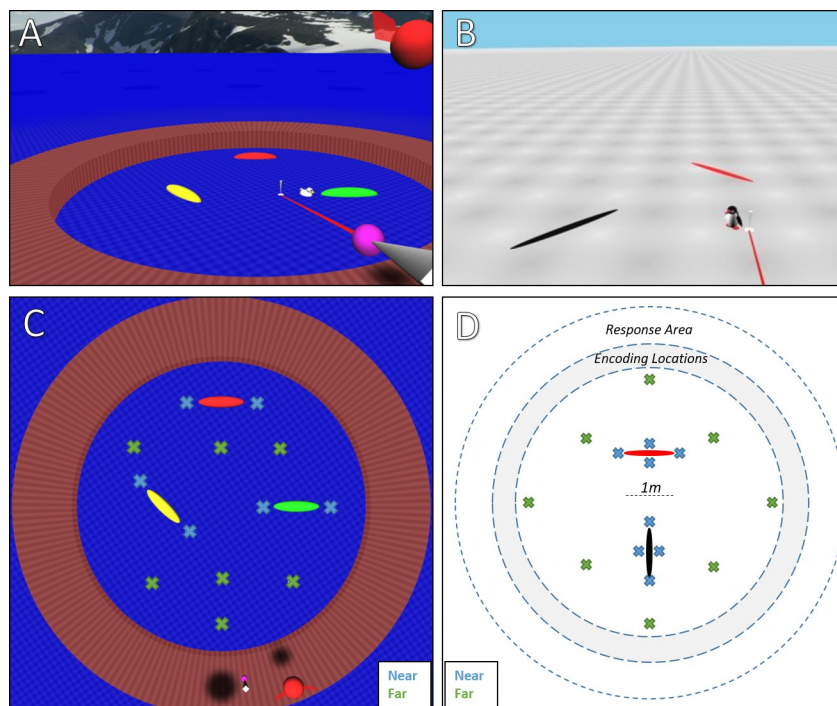 A
B
C
Near
Far
D
Response Area
Encoding Locations
1m
Near
Far